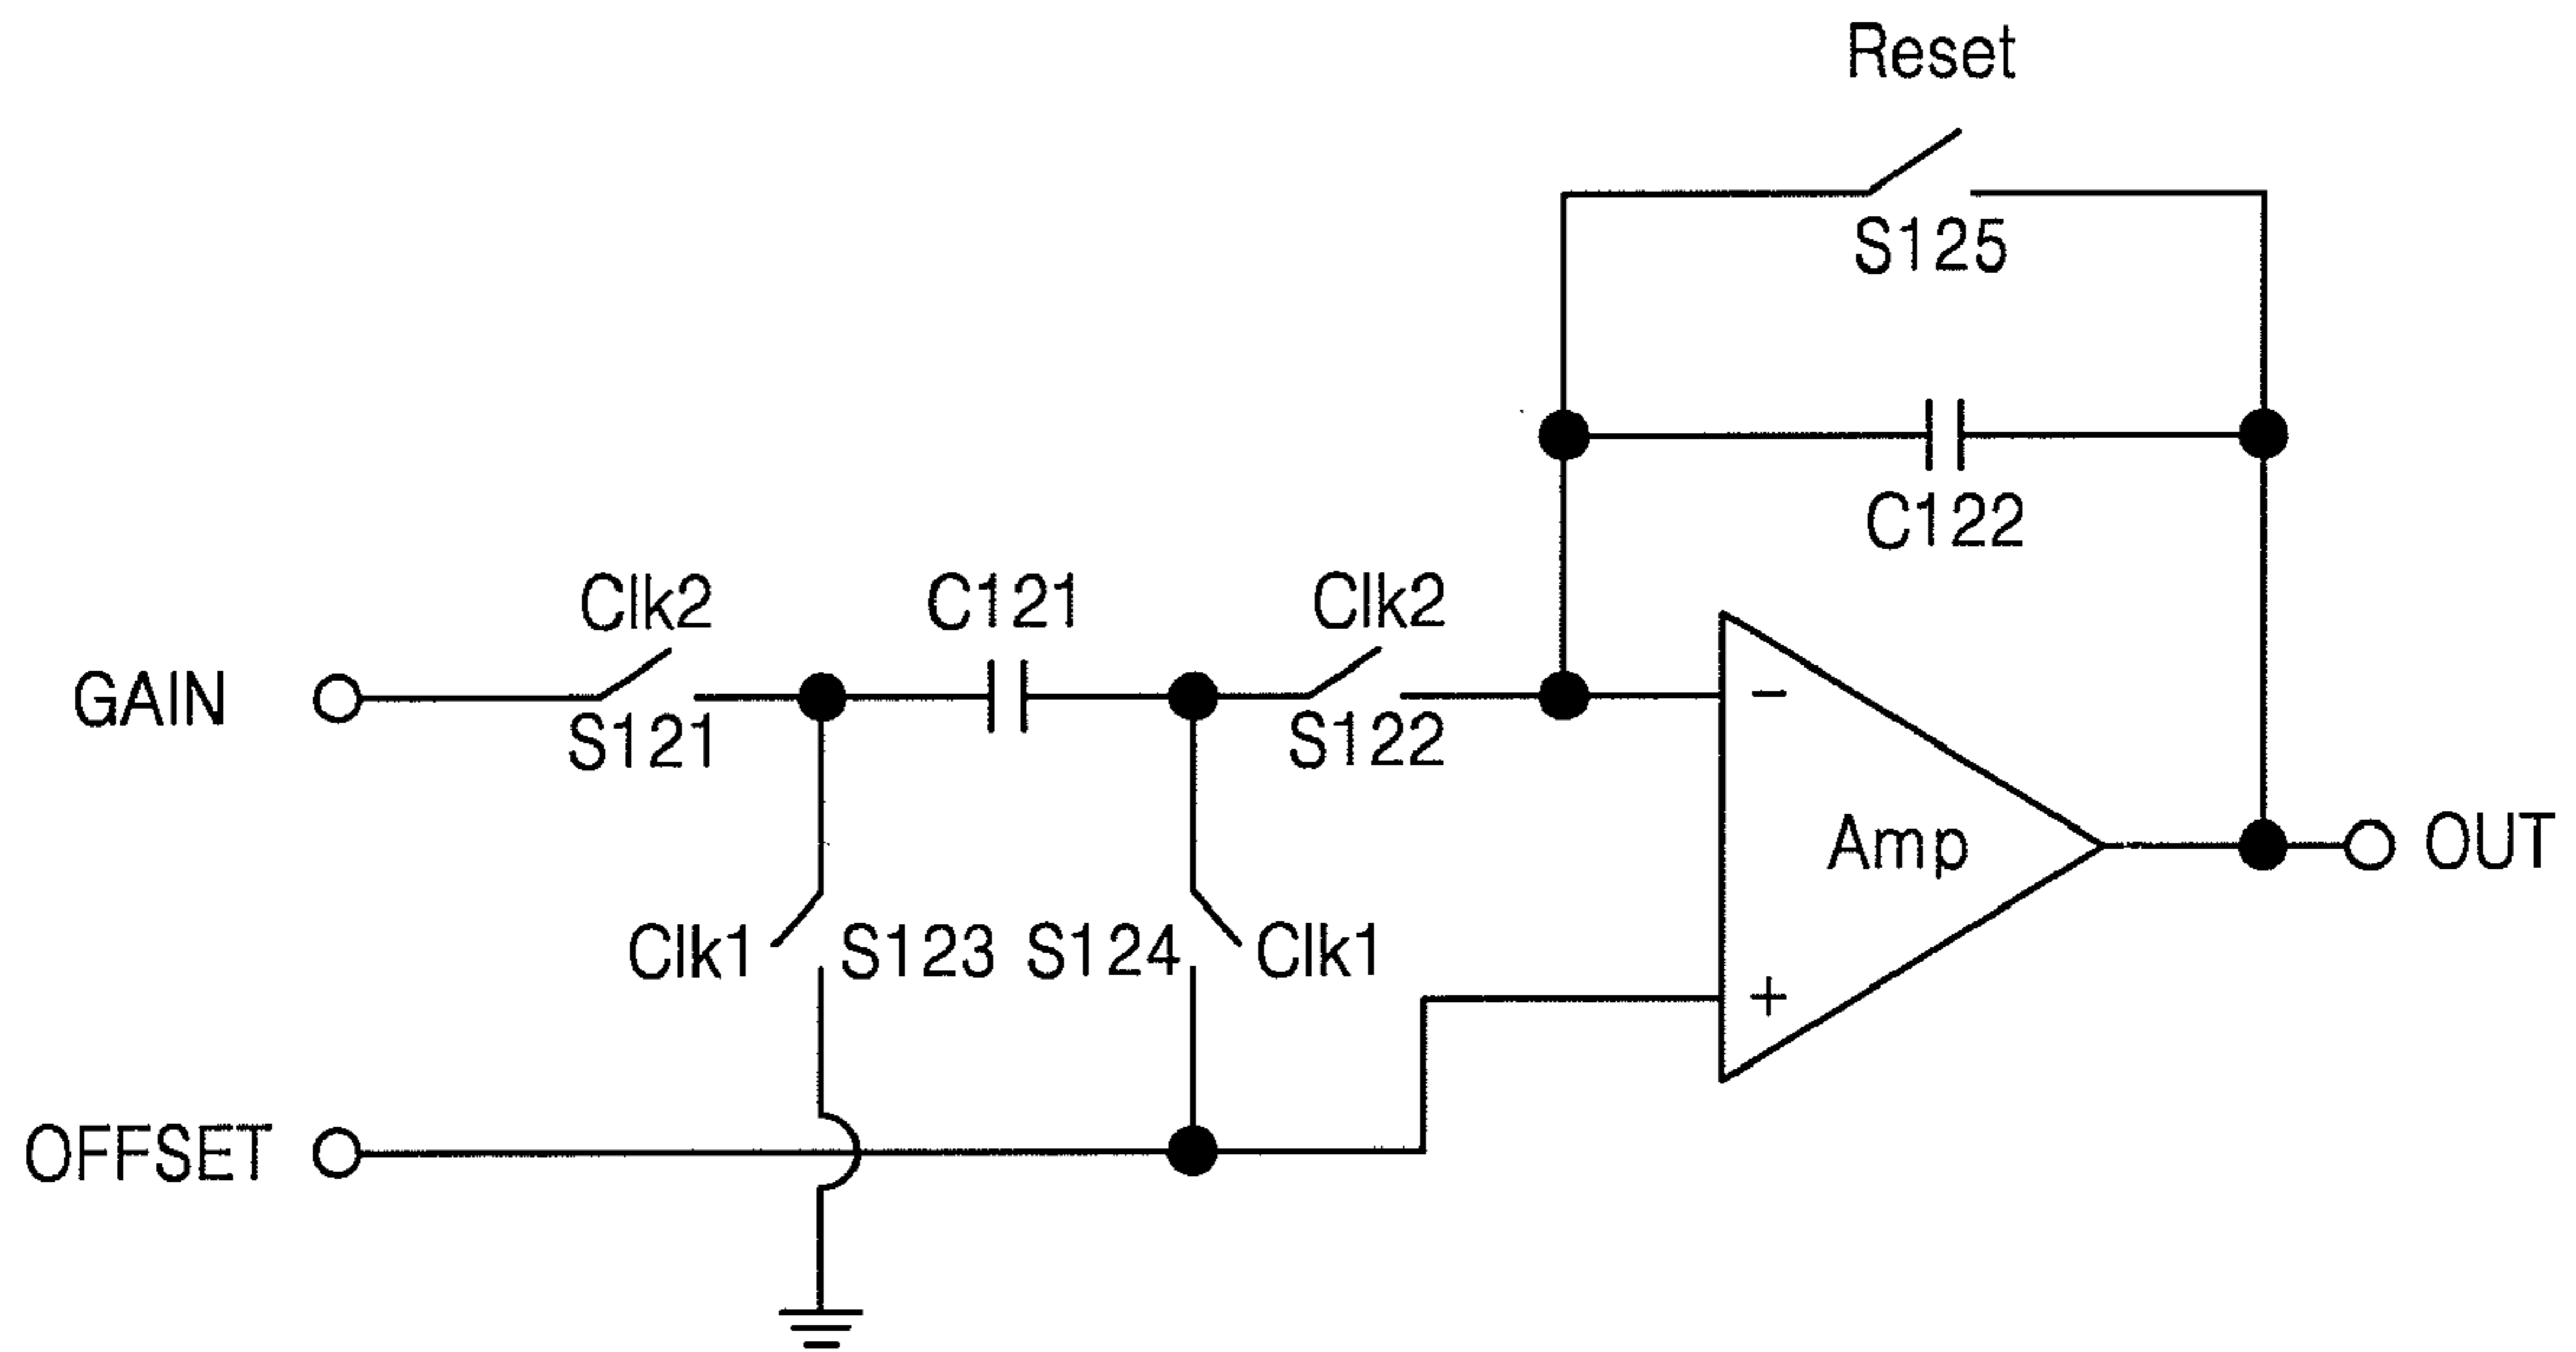 Reset
S125
C122
Clk2
C121
Clk2
GAIN
S121
S122
−
Amp
OUT
Clk1
S123
S124
Clk1
+
OFFSET